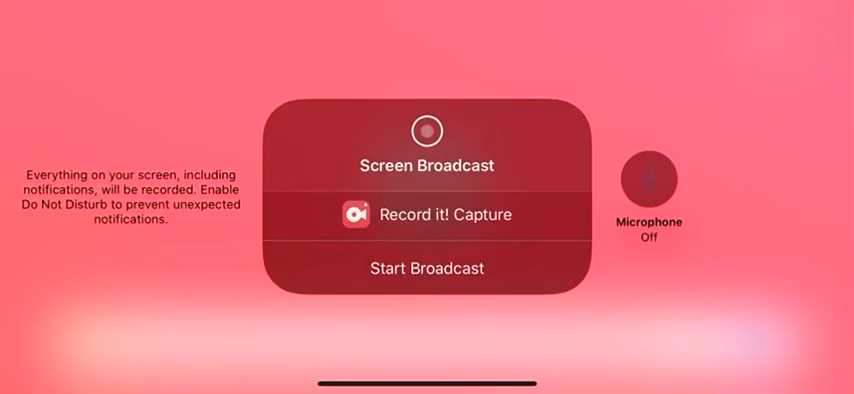 Everything on your screen, including
notifications, will be recorded. Enable
Do Not Disturb to prevent unexpected
notifications.
Screen Broadcast
Record it! Capture
Start Broadcast
Microphone
Off